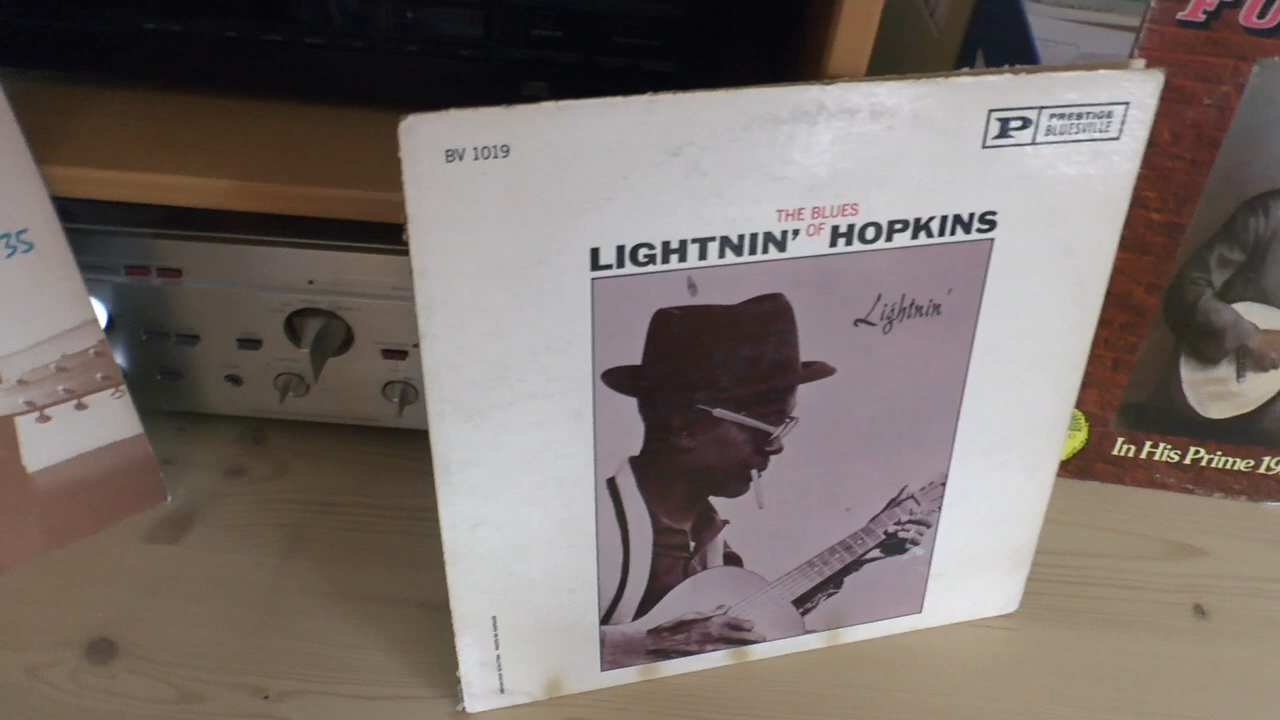 35
BV 1019
PRESTIGE
BLUESVILLE
THE BLUES
OF
LIGHTNIN' HOPKINS
Lightnin'
In His Prime 19